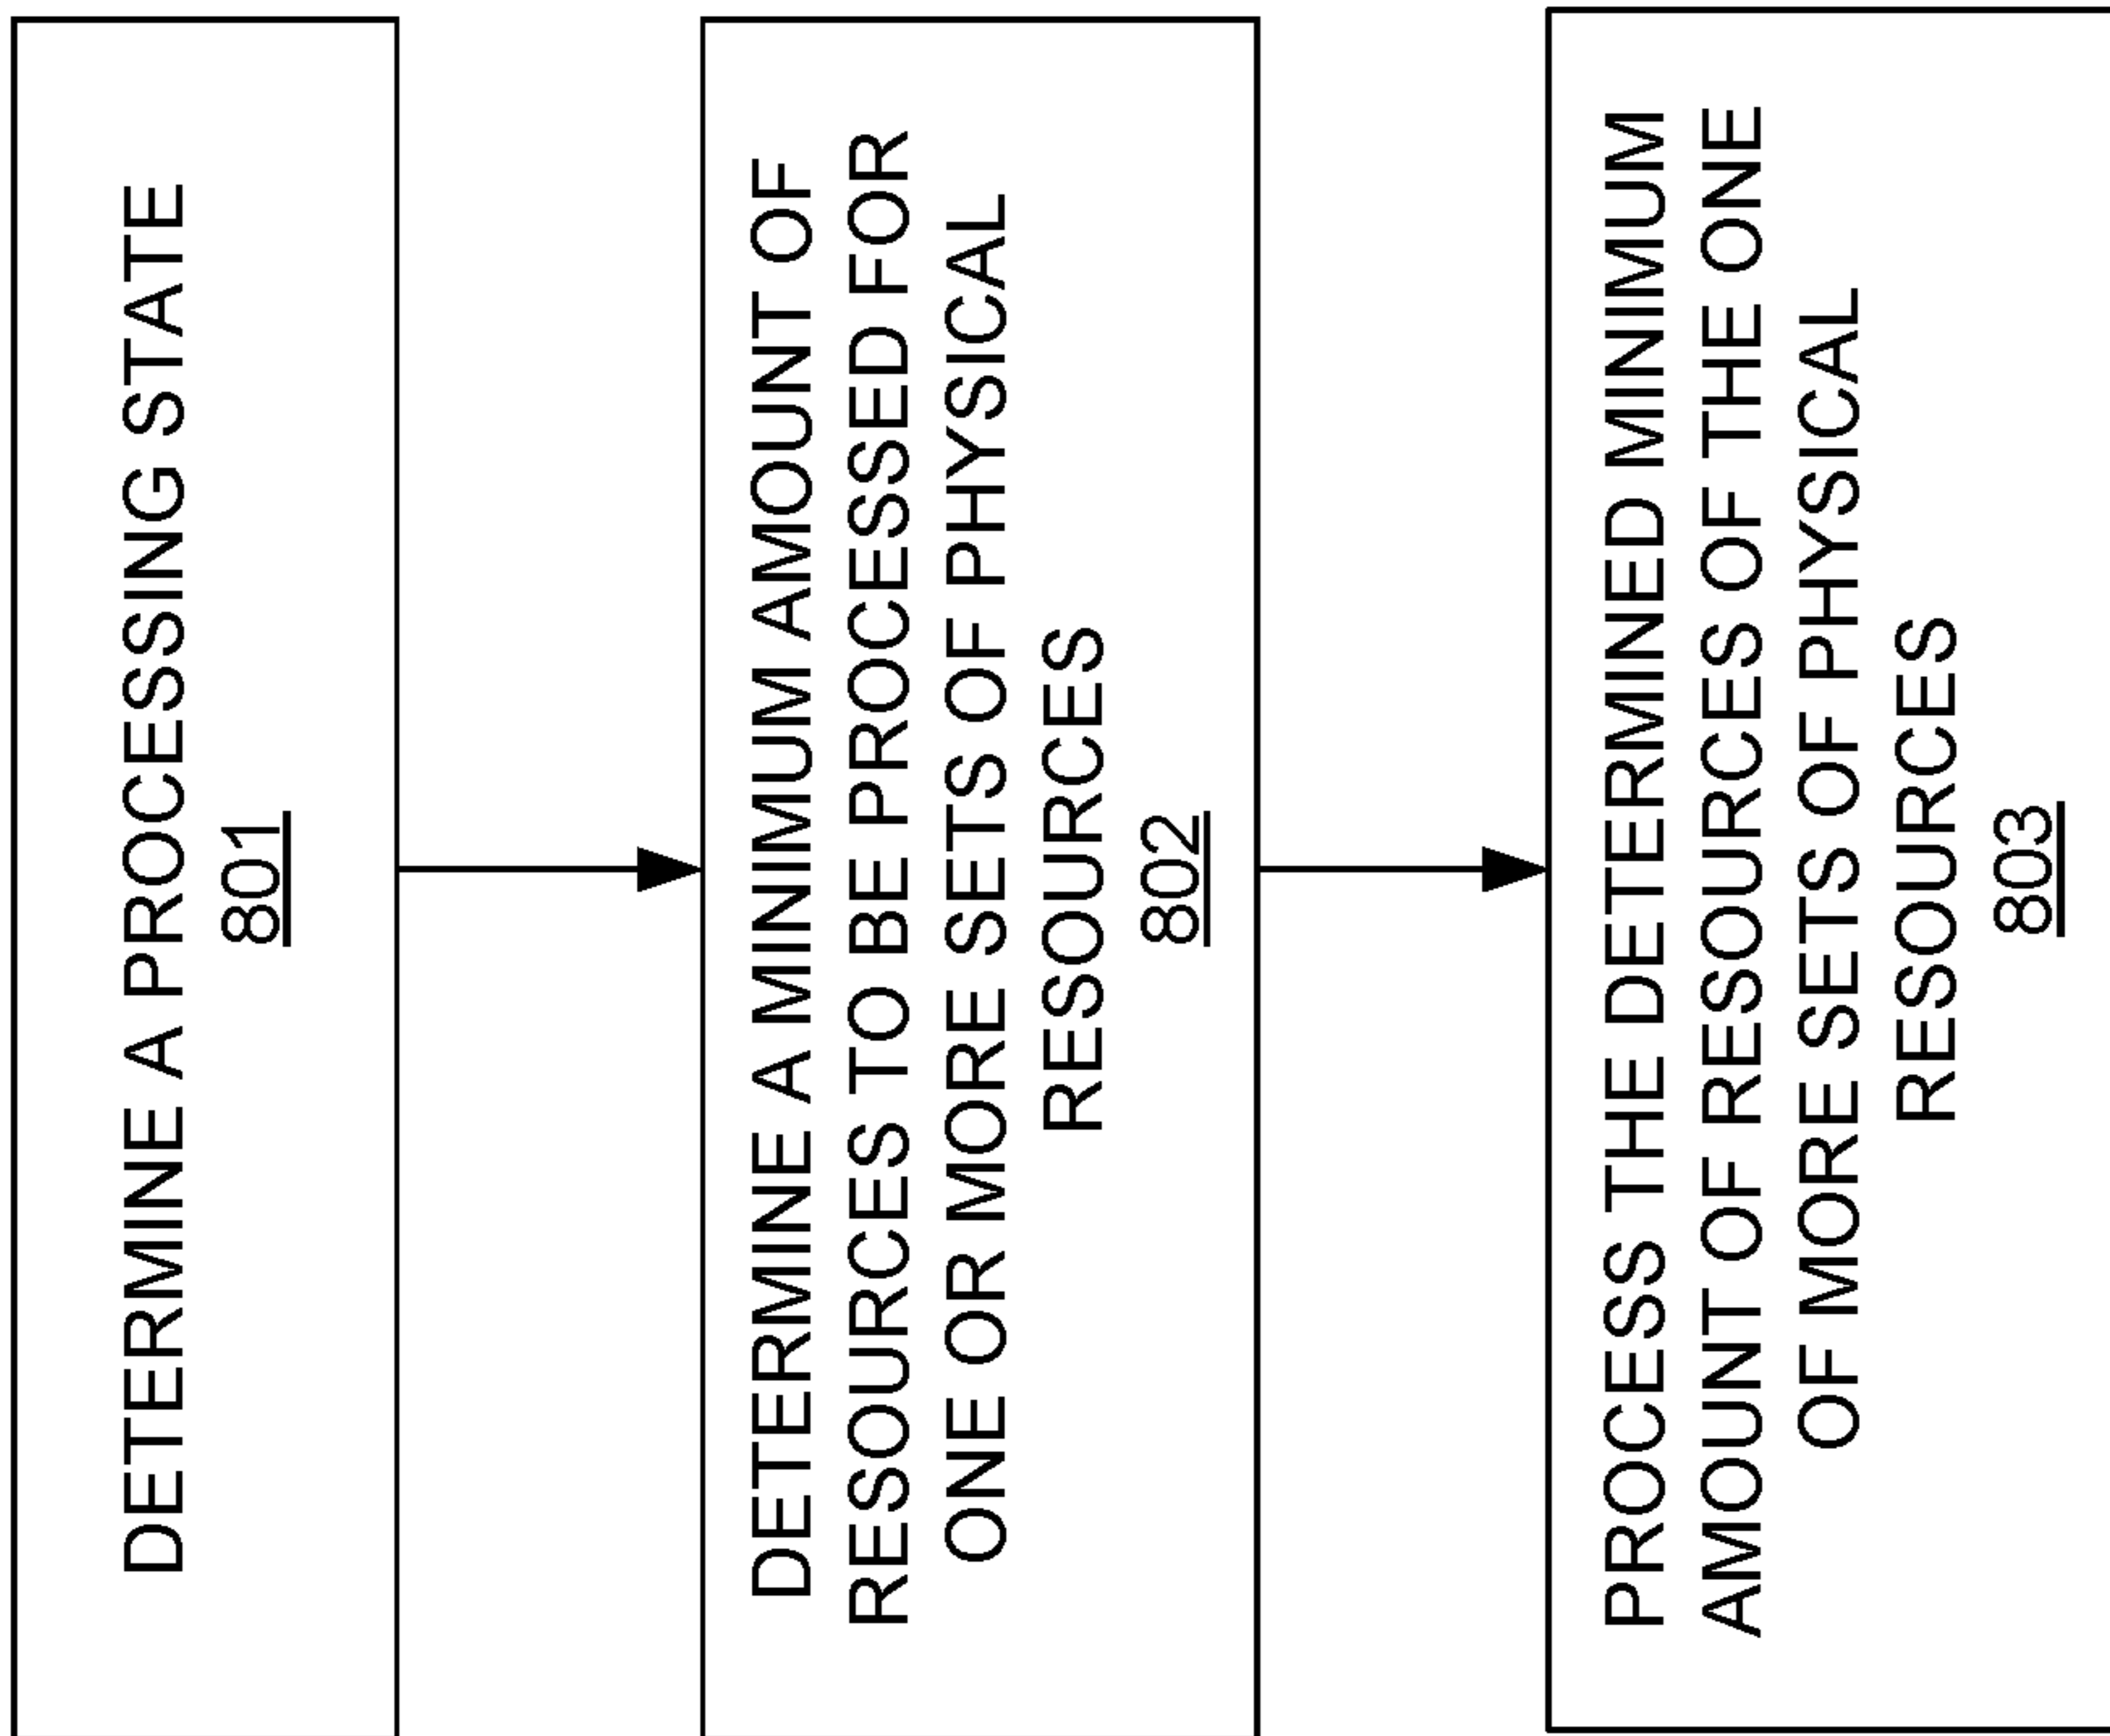 DETERMINE A PROCESSING STATE
801
DETERMINE A MINIMUM AMOUNT OF
RESOURCES TO BE PROCESSED FOR
ONE OR MORE SETS OF PHYSICAL
RESOURCES
802
PROCESS THE DETERMINED MINIMUM
AMOUNT OF RESOURCES OF THE ONE
OF MORE SETS OF PHYSICAL
RESOURCES
803